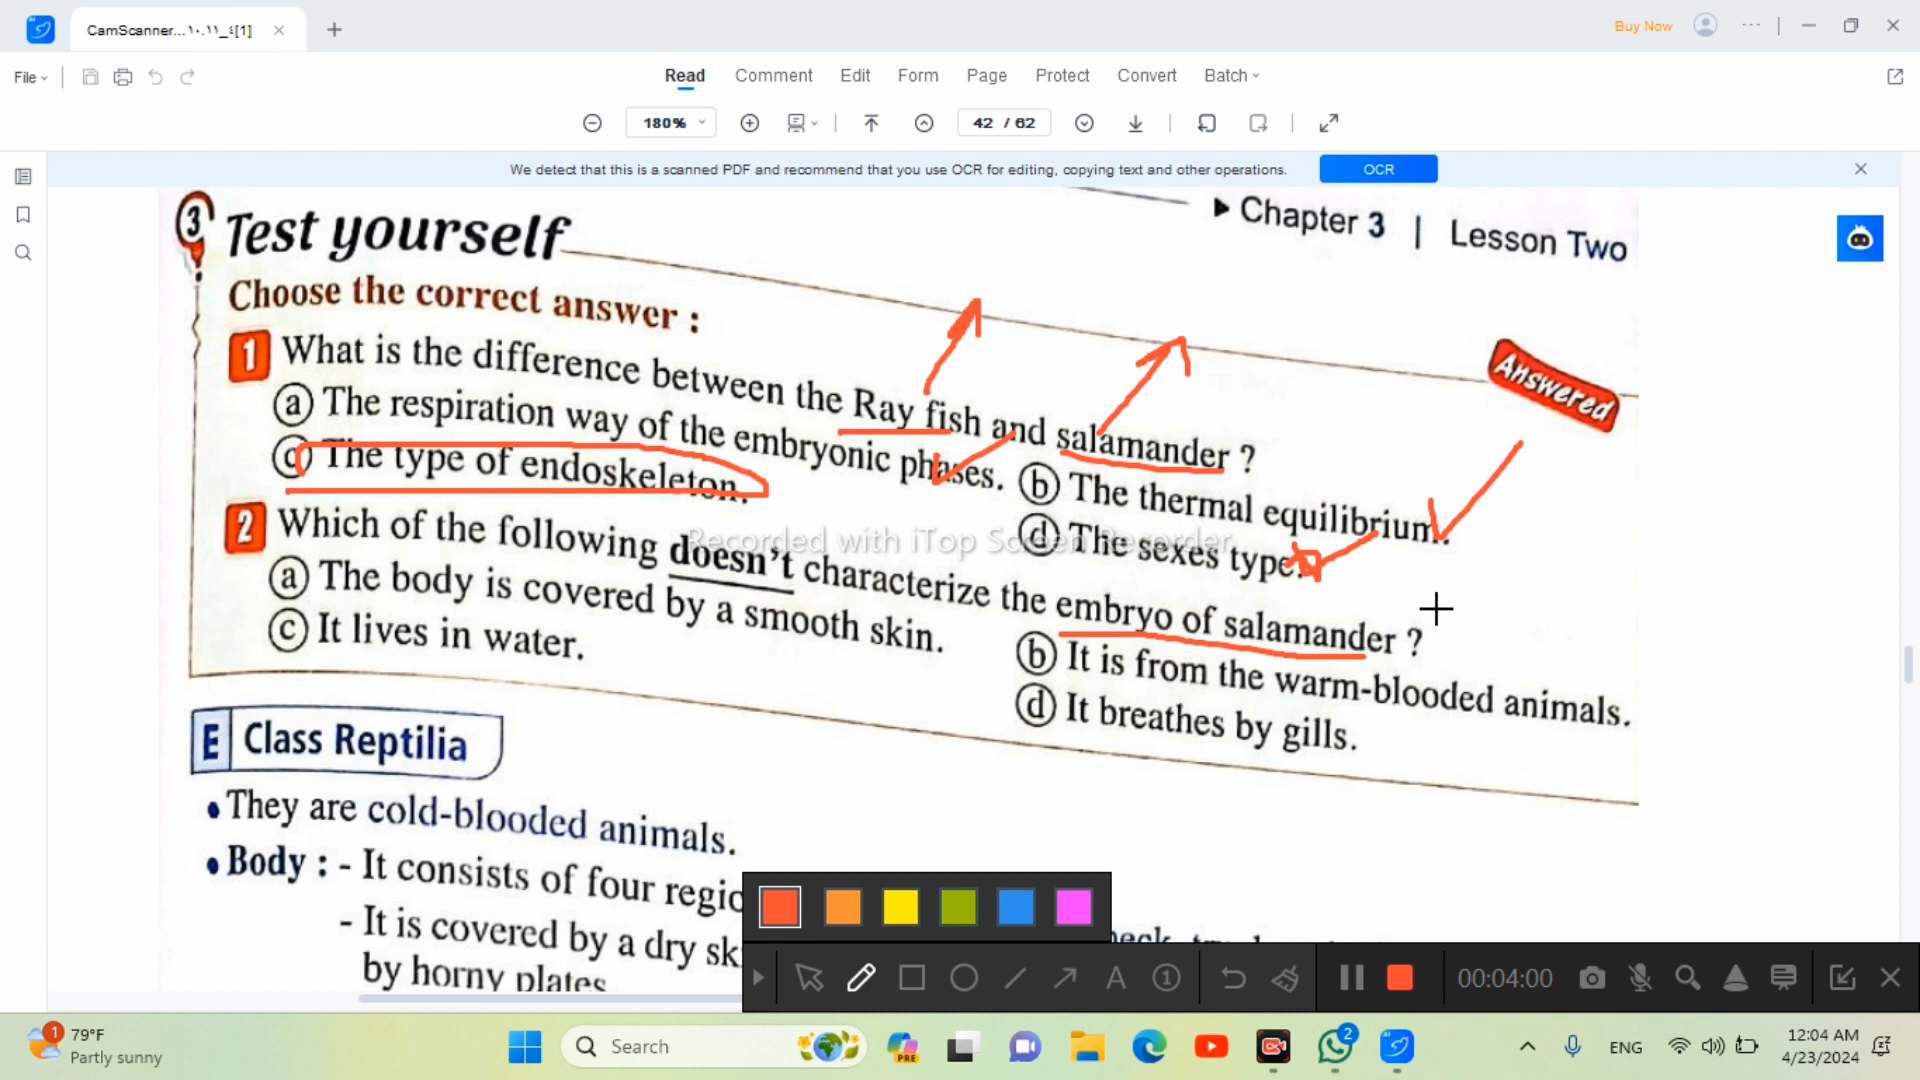 CamScanner...١٠.١١_٤[1]
Buy Now
File
Read Comment Edit Form Page Protect Convert Batch
180%
42 / 62
We detect that this is a scanned PDF and recommend that you use OCR for editing, copying text and other operations.
OCR
Chapter 3 | Lesson Two
3 Test yourself
Answered
Choose the correct answer :
1 What is the difference between the Ray fish and salamander ?
a The respiration way of the embryonic phases.
b The thermal equilibrium.
c The type of endoskeleton.
d The sexes type.
2 Which of the following doesn't characterize the embryo of salamander ?
a The body is covered by a smooth skin.
b It is from the warm-blooded animals.
c It lives in water.
d It breathes by gills.
Recorded with iTop Screen Recorder
E Class Reptilia
• They are cold-blooded animals.
• Body : - It consists of four regio
- It is covered by a dry sk
by horny plates
00:04:00
1
79°F
Partly sunny
Search
PRE
2
ENG
12:04 AM
4/23/2024